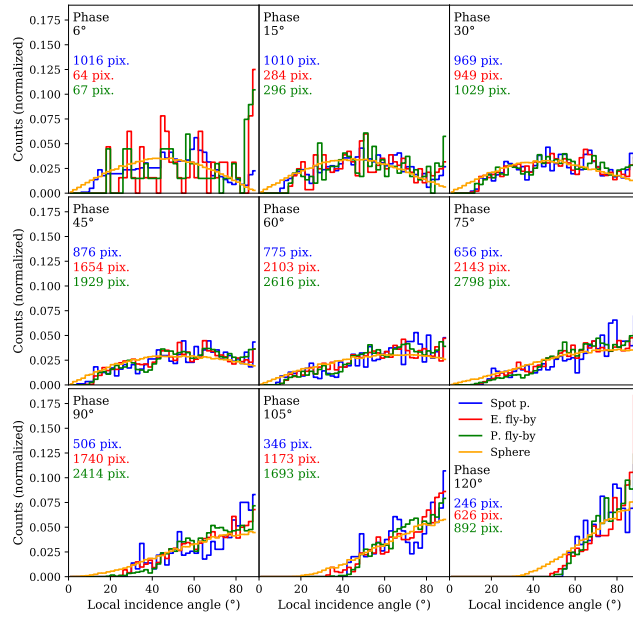 Phase
6°
1016 pix.
64 pix.
67 pix.
Phase
15°
1010 pix.
284 pix.
296 pix.
Phase
30°
969 pix.
949 pix.
1029 pix.
0.175
0.150
0.125
0.100
0.075
0.050
0.025
0.000
Counts (normalized)
Phase
45°
876 pix.
1654 pix.
1929 pix.
Phase
60°
775 pix.
2103 pix.
2616 pix.
Phase
75°
656 pix.
2143 pix.
2798 pix.
0.175
0.150
0.125
0.100
0.075
0.050
0.025
0.000
Counts (normalized)
Phase
90°
506 pix.
1740 pix.
2414 pix.
Phase
105°
346 pix.
1173 pix.
1693 pix.
Spot p.
E. fly-by
P. fly-by
Sphere
Phase
120°
246 pix.
626 pix.
892 pix.
0.175
0.150
0.125
0.100
0.075
0.050
0.025
0.000
Counts (normalized)
0 20 40 60 80
0 20 40 60 80
0 20 40 60 80
Local incidence angle (°)
Local incidence angle (°)
Local incidence angle (°)